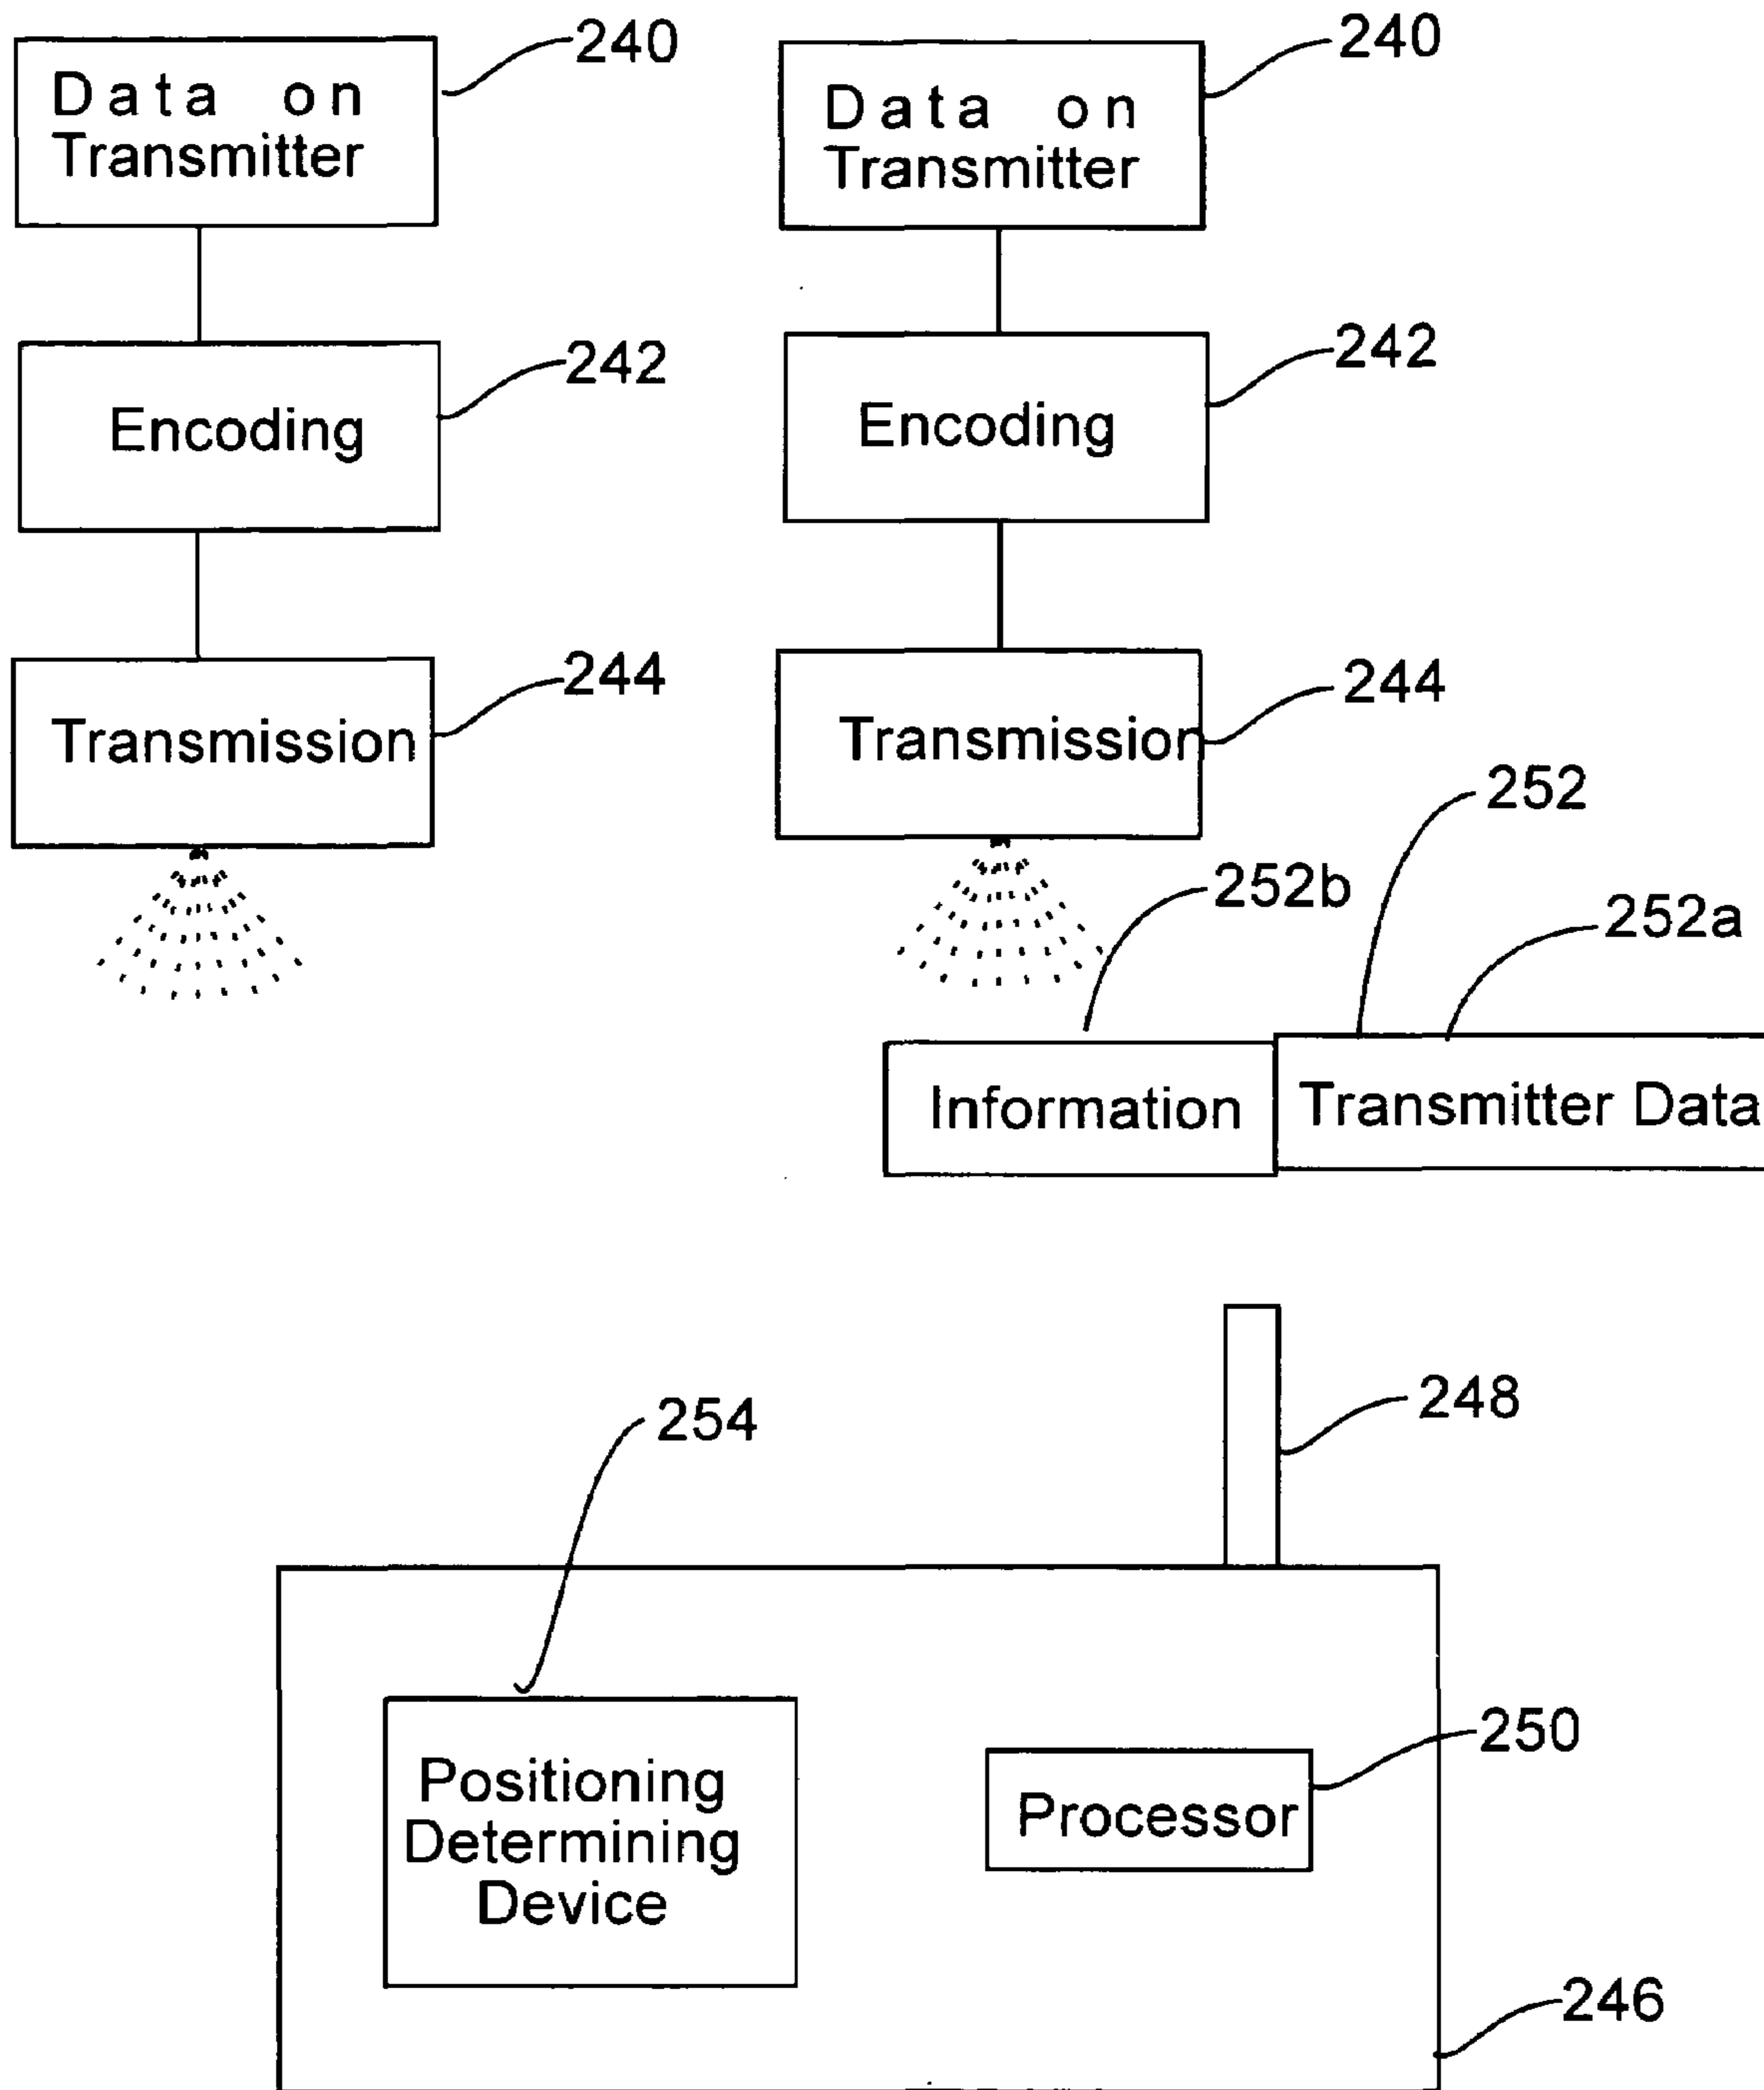 240
Data on
Transmitter
240
Data on
Transmitter
242
Encoding
242
Encoding
244
Transmission
244
Transmission
252
252b
252a
Information
Transmitter Data
248
254
250
Positioning
Determining
Device
Processor
246